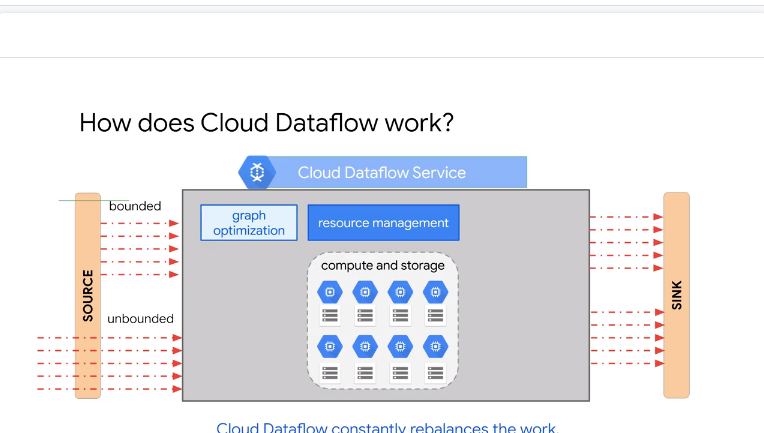 How does Cloud Dataflow work?
Cloud Dataflow Service
bounded
graph
optimization
resource management
compute and storage
SOURCE
unbounded
SINK
Cloud Dataflow constantly rebalances the work.